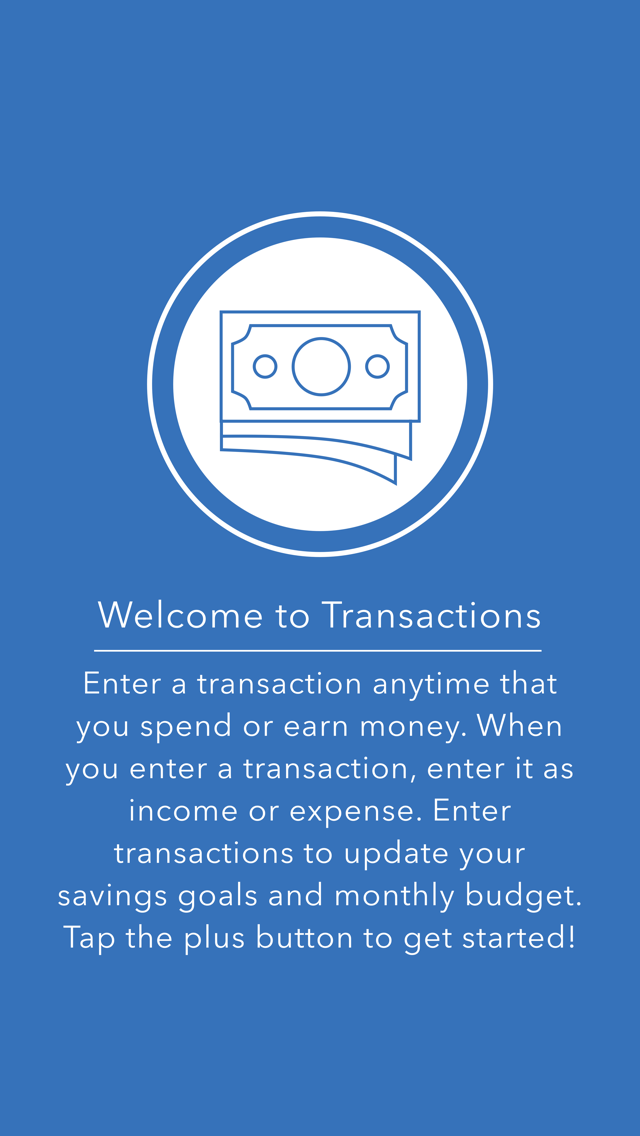 Welcome to Transactions
Enter a transaction anytime that
you spend or earn money. When
you enter a transaction, enter it as
income or expense. Enter
transactions to update your
savings goals and monthly budget.
Tap the plus button to get started!